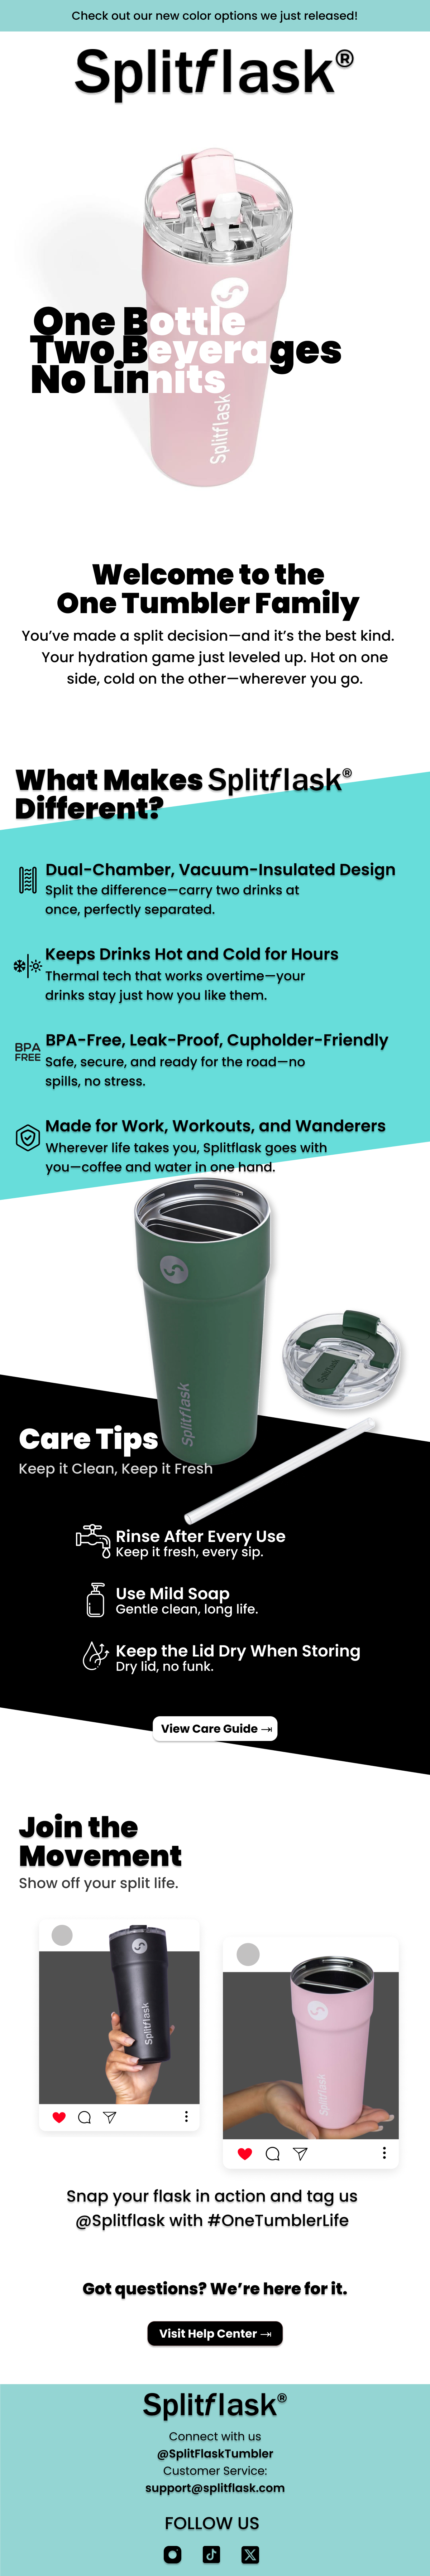 Check out our new color options we just released!
Splitflask®
One Bottle
Two Beverages
No Limits
Splitflask
Welcome to the
One Tumbler Family
You’ve made a split decision—and it’s the best kind.
Your hydration game just leveled up. Hot on one
side, cold on the other—wherever you go.
What Makes Splitflask®
Different?
Dual-Chamber, Vacuum-Insulated Design
Split the difference—carry two drinks at
once, perfectly separated.
Keeps Drinks Hot and Cold for Hours
Thermal tech that works overtime—your
drinks stay just how you like them.
BPA
FREE
BPA-Free, Leak-Proof, Cupholder-Friendly
Safe, secure, and ready for the road—no
spills, no stress.
Made for Work, Workouts, and Wanderers
Wherever life takes you, Splitflask goes with
you—coffee and water in one hand.
Splitflask
Splitflask
Care Tips
Keep it Clean, Keep it Fresh
Rinse After Every Use
Keep it fresh, every sip.
Use Mild Soap
Gentle clean, long life.
Keep the Lid Dry When Storing
Dry lid, no funk.
View Care Guide
Join the
Movement
Show off your split life.
Splitflask
Splitflask
Snap your flask in action and tag us
@Splitflask with #OneTumblerLife
Got questions? We’re here for it.
Visit Help Center
Splitflask®
Connect with us
@SplitFlaskTumbler
Customer Service:
support@splitflask.com
FOLLOW US